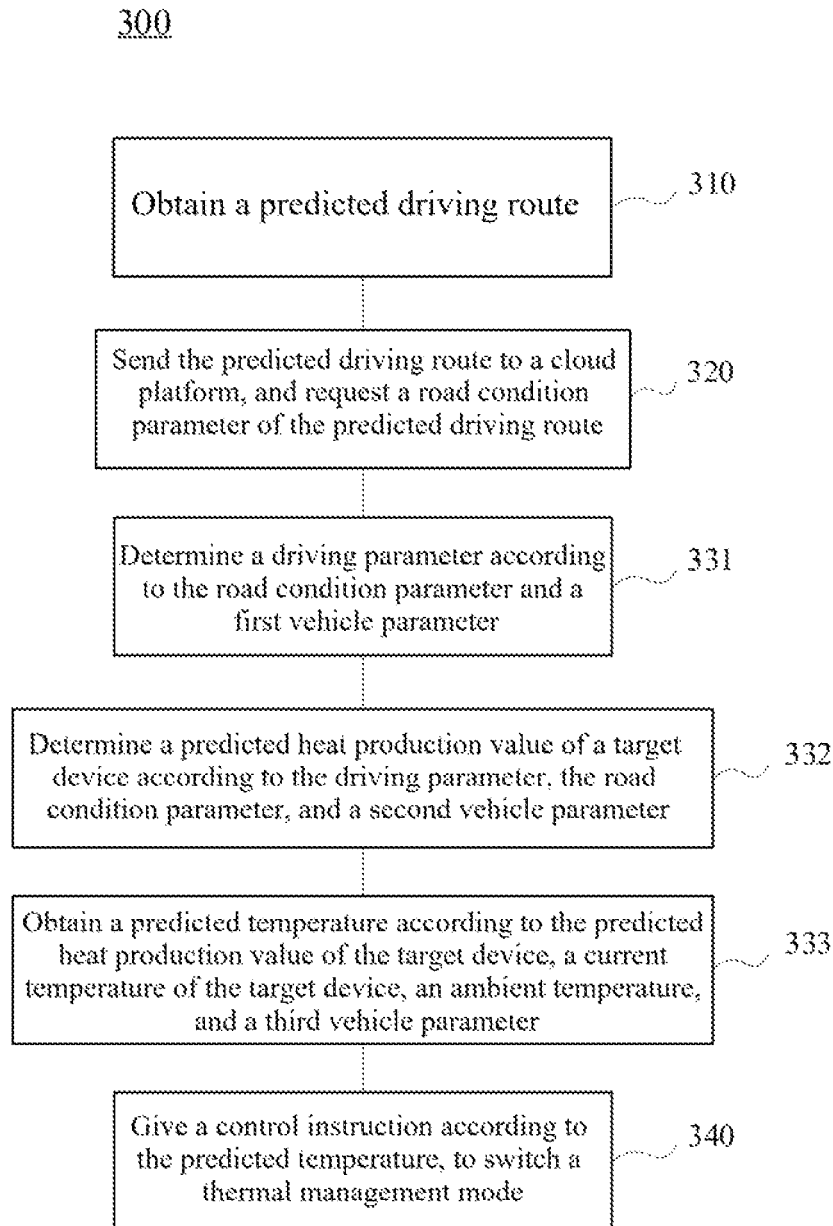 300
Obtain a predicted driving route
310
Send the predicted driving route to a cloud
platform, and request a road condition
parameter of the predicted driving route
320
Determine a driving parameter according
to the road condition parameter and a
first vehicle parameter
331
Determine a predicted heat production value of a target
device according to the driving parameter, the road
condition parameter, and a second vehicle parameter
332
Obtain a predicted temperature according to the predicted
heat production value of the target device, a current
temperature of the target device, an ambient temperature,
and a third vehicle parameter
333
Give a control instruction according to
the predicted temperature, to switch a
thermal management mode
340